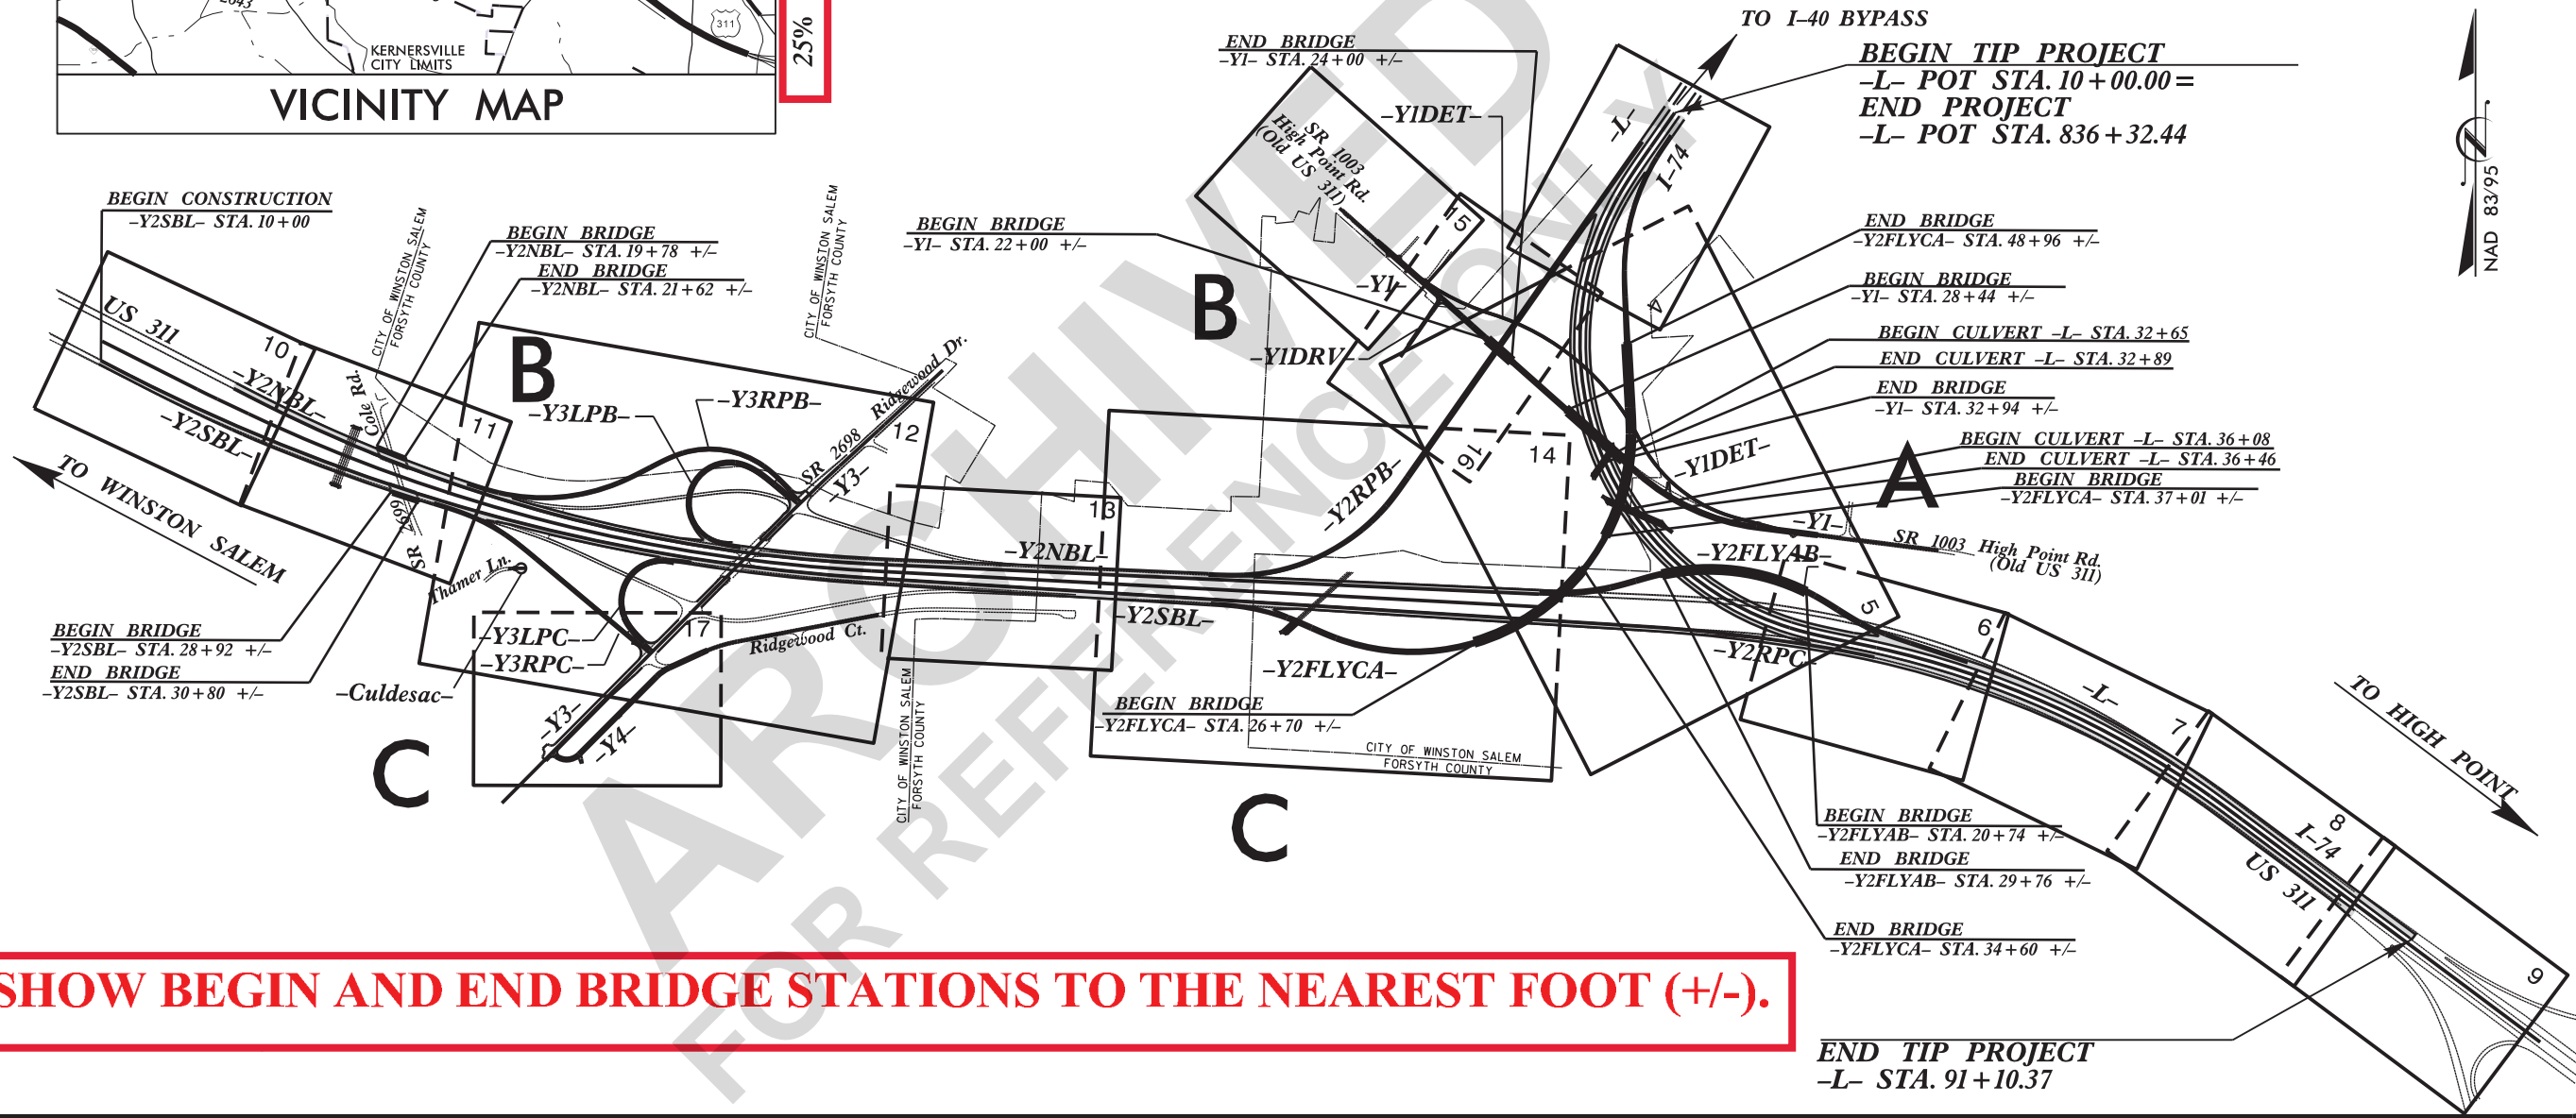 2643
311
KERNERSVILLE
CITY LIMITS
VICINITY MAP
25%
TO I–40 BYPASS
BEGIN TIP PROJECT
–L– POT STA. 10+00.00=
END PROJECT
–L– POT STA. 836+32.44
NAD 83/95
END BRIDGE
–Y1– STA. 24+00 +/–
–Y1DET–
–L–
I–74
SR 1003
High Point Rd.
(Old US 311)
15
BEGIN CONSTRUCTION
–Y2SBL– STA. 10+00
CITY OF WINSTON SALEM
FORSYTH COUNTY
BEGIN BRIDGE
–Y2NBL– STA. 19+78 +/–
END BRIDGE
–Y2NBL– STA. 21+62 +/–
CITY OF WINSTON SALEM
FORSYTH COUNTY
BEGIN BRIDGE
–Y1– STA. 22+00 +/–
B
–Y1–
–Y1DRV–
4
END BRIDGE
–Y2FLYCA– STA. 48+96 +/–
BEGIN BRIDGE
–Y1– STA. 28+44 +/–
BEGIN CULVERT –L– STA. 32+65
END CULVERT –L– STA. 32+89
END BRIDGE
–Y1– STA. 32+94 +/–
BEGIN CULVERT –L– STA. 36+08
END CULVERT –L– STA. 36+46
BEGIN BRIDGE
–Y2FLYCA– STA. 37+01 +/–
A
US 311
10
–Y2NBL–
–Y2SBL–
Cole Rd.
11
B
–Y3LPB–
–Y3RPB–
Ridgewood Dr.
SR 2698
–Y3–
12
TO WINSTON SALEM
SR 2699
Thamer Ln.
13
–Y2NBL–
–Y2SBL–
14
16
–Y2RPB–
–Y1DET–
–Y1–
SR 1003 High Point Rd.
(Old US 311)
–Y2FLYAB–
5
6
–Y2RPC–
BEGIN BRIDGE
–Y2SBL– STA. 28+92 +/–
END BRIDGE
–Y2SBL– STA. 30+80 +/–
–Y3LPC–
–Y3RPC–
–Culdesac–
17
Ridgewood Ct.
–Y3–
–Y4–
C
CITY OF WINSTON SALEM
FORSYTH COUNTY
–Y2FLYCA–
BEGIN BRIDGE
–Y2FLYCA– STA. 26+70 +/–
CITY OF WINSTON SALEM
FORSYTH COUNTY
C
–L–
7
TO HIGH POINT
8
I–74
US 311
9
BEGIN BRIDGE
–Y2FLYAB– STA. 20+74 +/–
END BRIDGE
–Y2FLYAB– STA. 29+76 +/–
END BRIDGE
–Y2FLYCA– STA. 34+60 +/–
SHOW BEGIN AND END BRIDGE STATIONS TO THE NEAREST FOOT (+/-).
END TIP PROJECT
–L– STA. 91+10.37
ARCHIVED
FOR REFERENCE ONLY